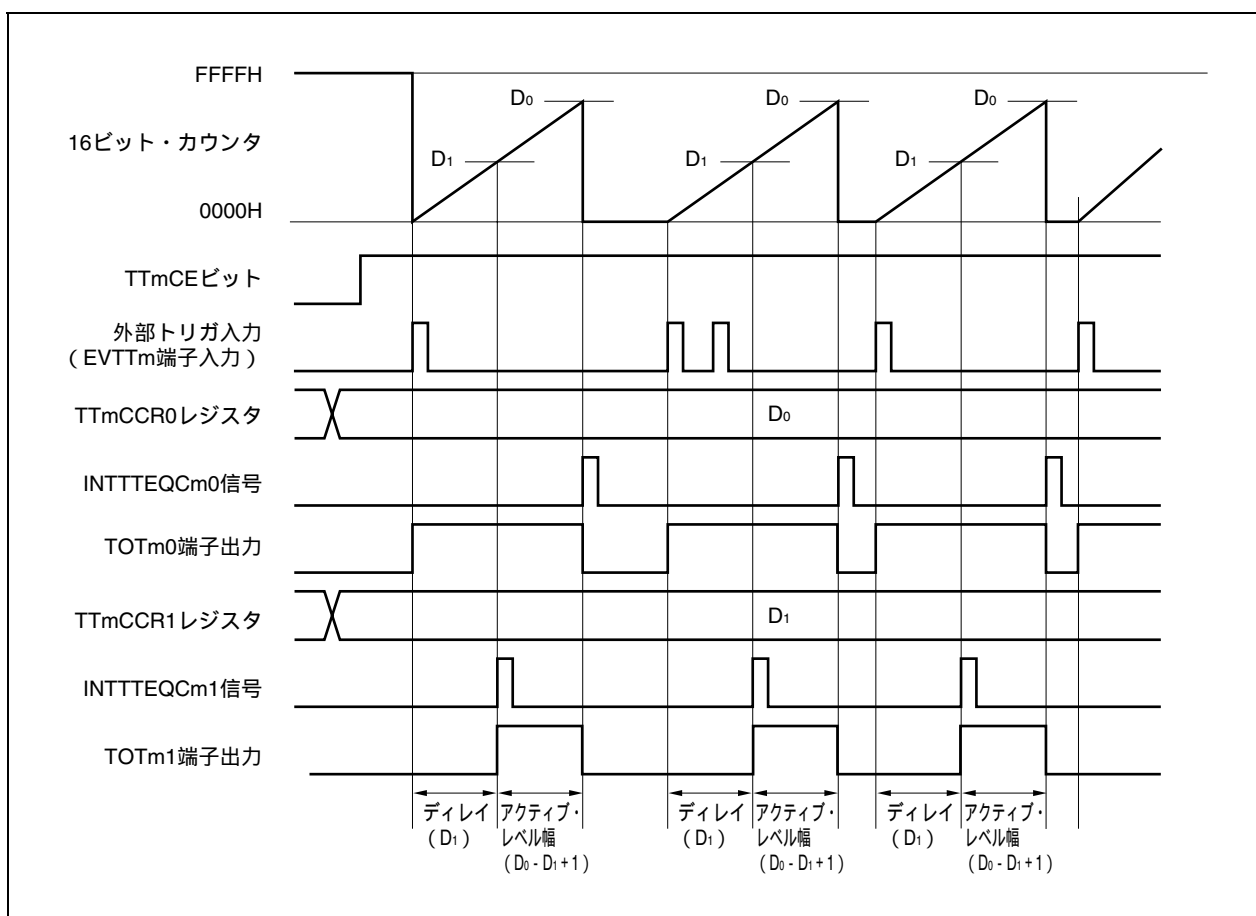 FFFFH
D0 D0 D0
16ビット・カウンタ
D1 D1 D1
0000H
TTmCEビット
外部トリガ入力
(EVTTm端子入力)
TTmCCR0レジスタ
D0
INTTTEQCm0信号
TOTm0端子出力
TTmCCR1レジスタ
D1
INTTTEQCm1信号
TOTm1端子出力
ディレイ
(D1)
アクティブ・
レベル幅
(D0 - D1+1)
ディレイ
(D1)
アクティブ・
レベル幅
(D0 - D1+1)
ディレイ
(D1)
アクティブ・
レベル幅
(D0 - D1+1)